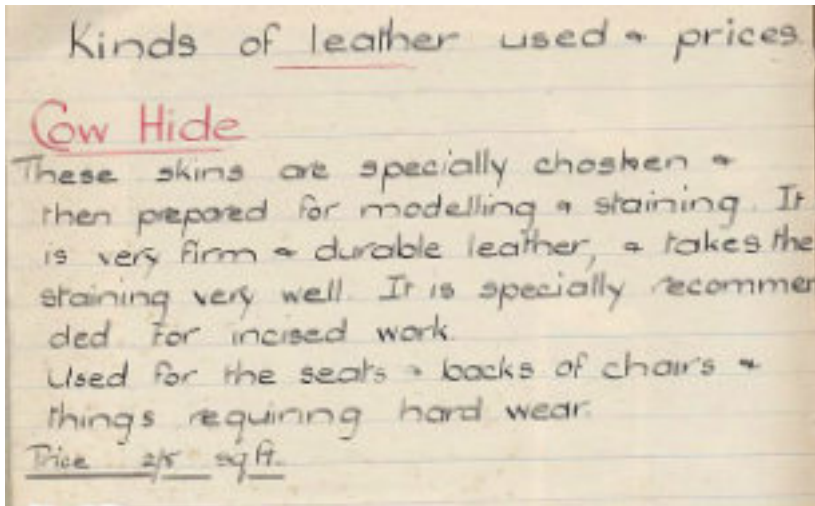 Kinds of leather used & prices.
Cow Hide
These skins are specially chosken &
then prepared for modelling & staining. It
is very firm & durable leather, & takes the
staining very well. It is specially recommen
ded for incised work.
Used for the seats & backs of chairs &
things requiring hard wear.
Price 2/5 sq ft.